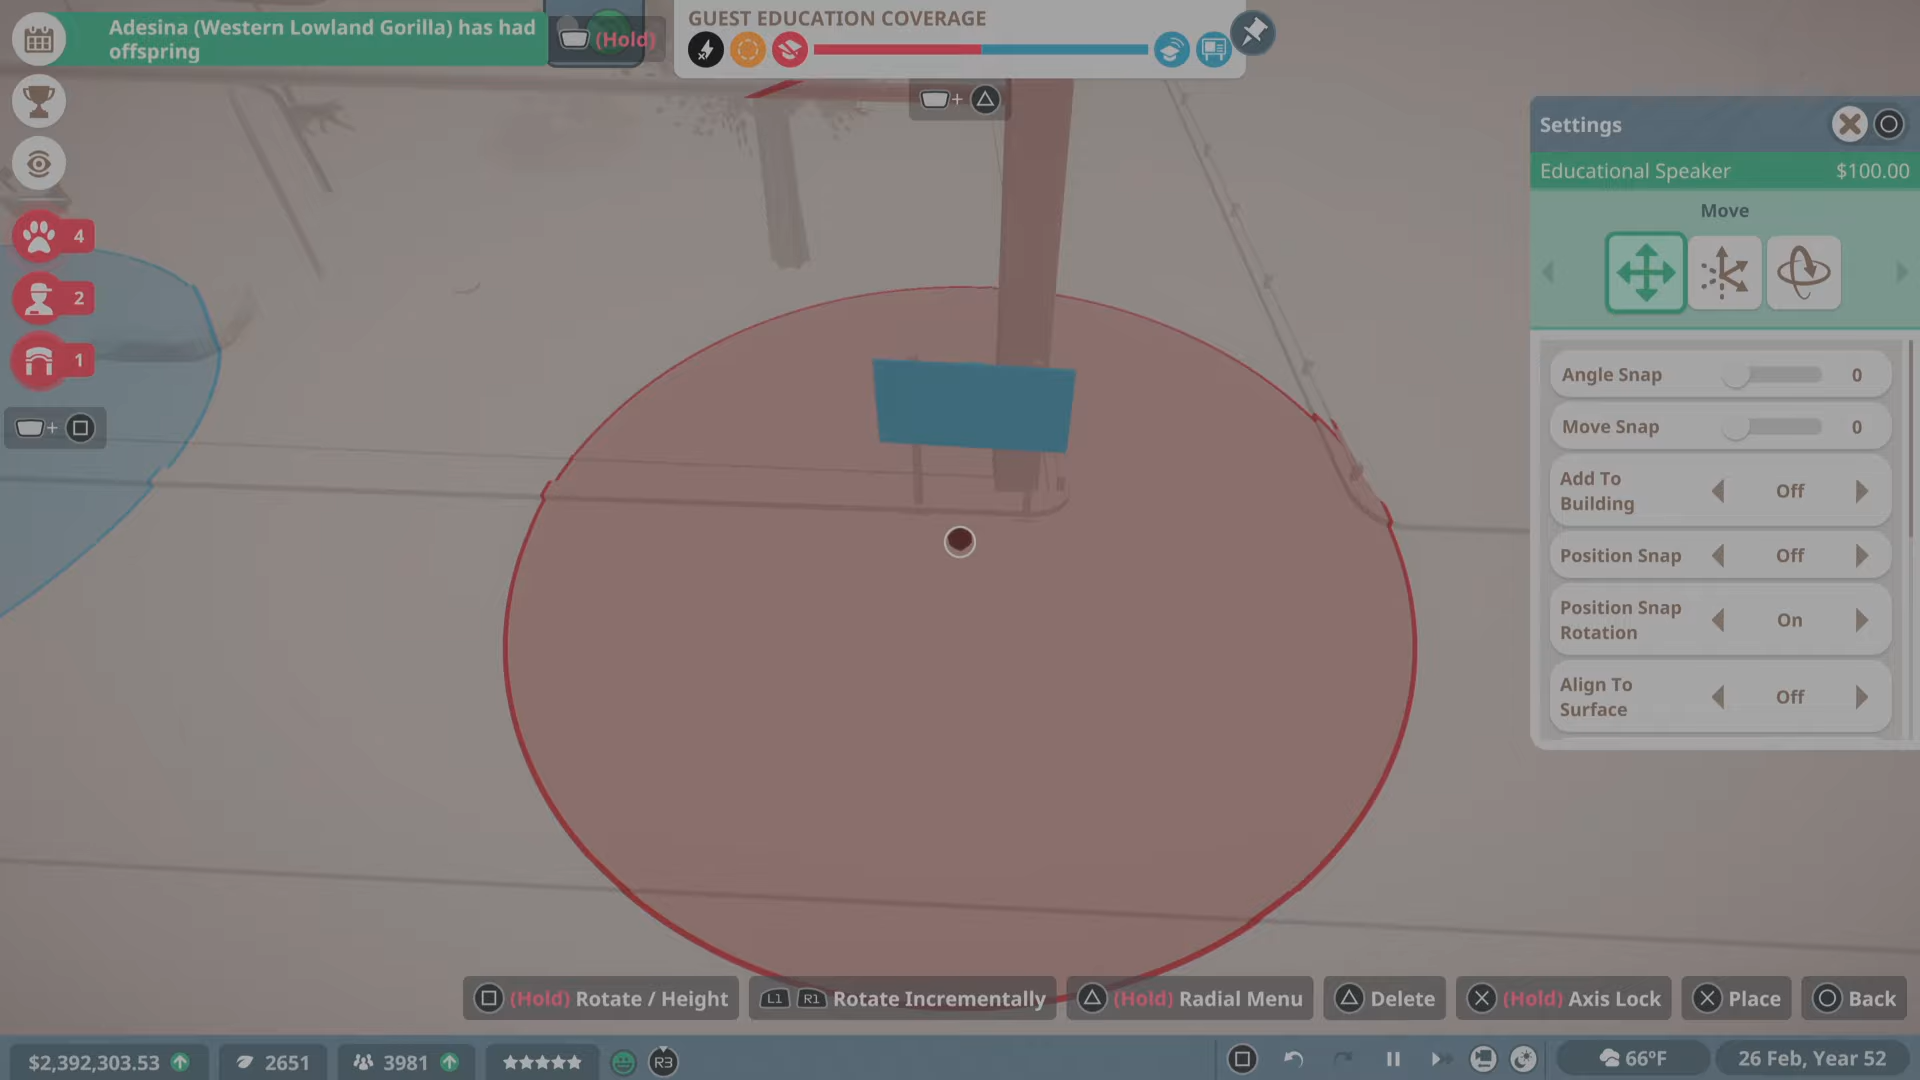 Adesina (Western Lowland Gorilla) has had
offspring
(Hold)
GUEST EDUCATION COVERAGE
+
Settings
Educational Speaker $100.00
Move
4
2
1
+
Angle Snap 0
Move Snap 0
Add To
Building Off
Position Snap Off
Position Snap
Rotation On
Align To
Surface Off
(Hold) Rotate / Height
L1 R1 Rotate Incrementally
(Hold) Radial Menu
Delete
(Hold) Axis Lock
Place
Back
$2,392,303.53 2651 3981 R3 66°F 26 Feb, Year 52